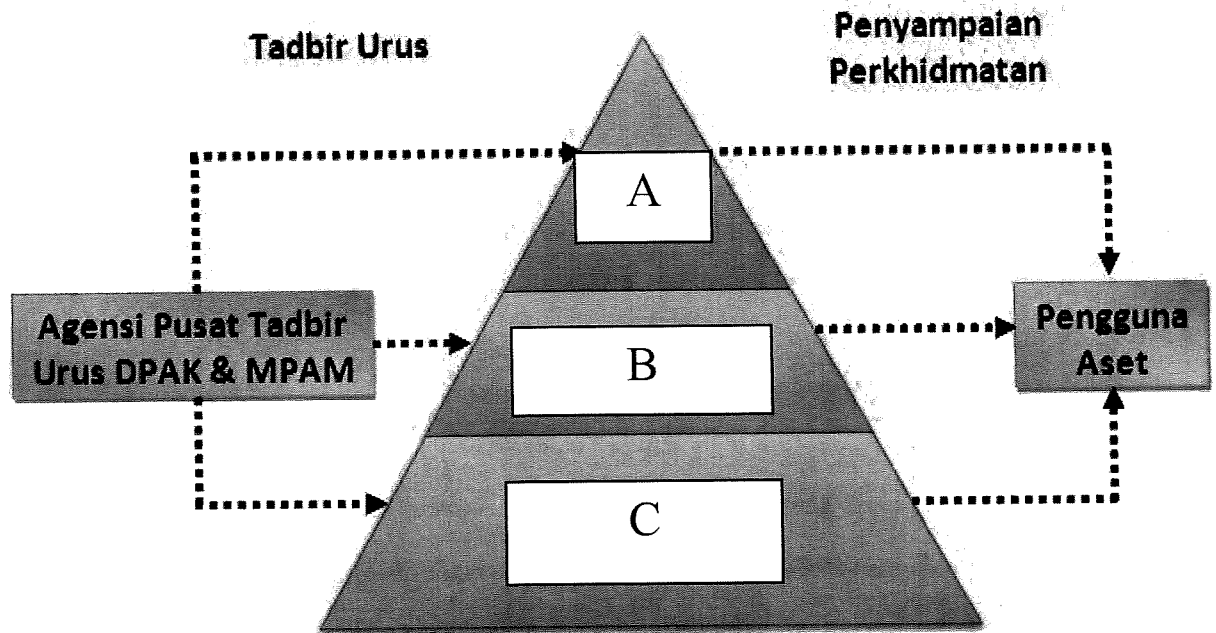 Tadbir Urus
Penyampaian
Perkhidmatan
A
Agensi Pusat Tadbir
Urus DPAK & MPAM
B
Pengguna
Aset
C